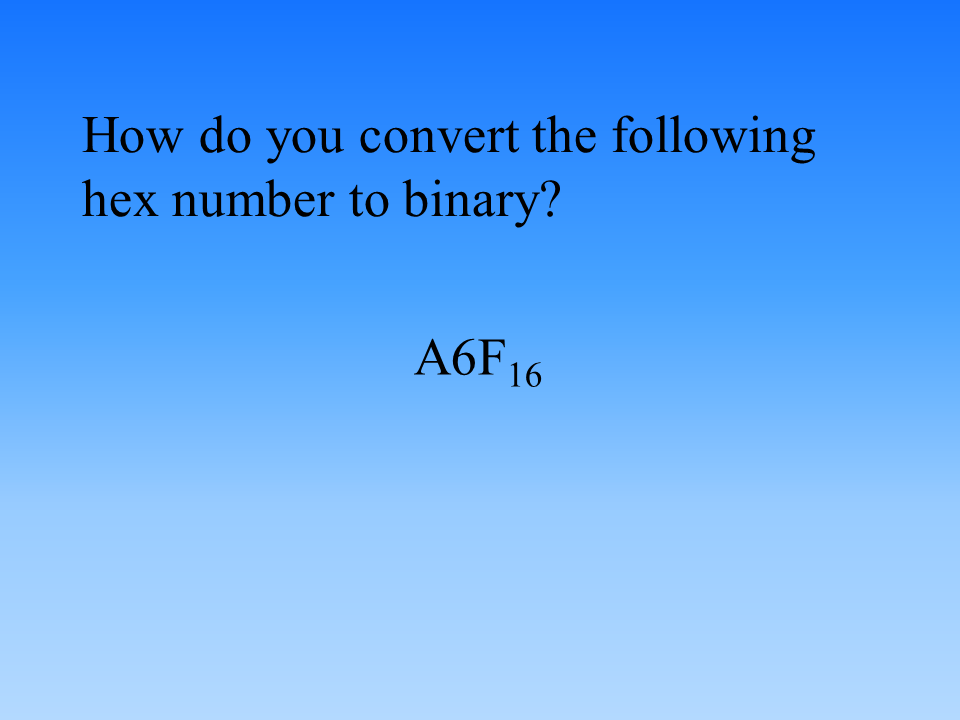 How do you convert the following
hex number to binary?
A6F₁₆